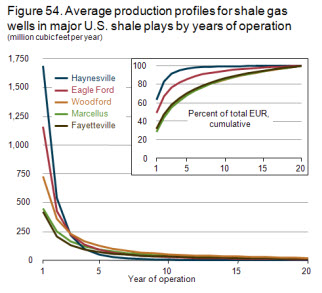 Figure 54. Average production profiles for shale gas
wells in major U.S. shale plays by years of operation
(million cubic feet per year)
1,750
1,500
1,250
1,000
750
500
250
0
1
5
10
15
20
Year of operation
Haynesville
Eagle Ford
Woodford
Marcellus
Fayetteville
100
80
60
40
20
0
1
5
10
15
20
Percent of total EUR,
cumulative